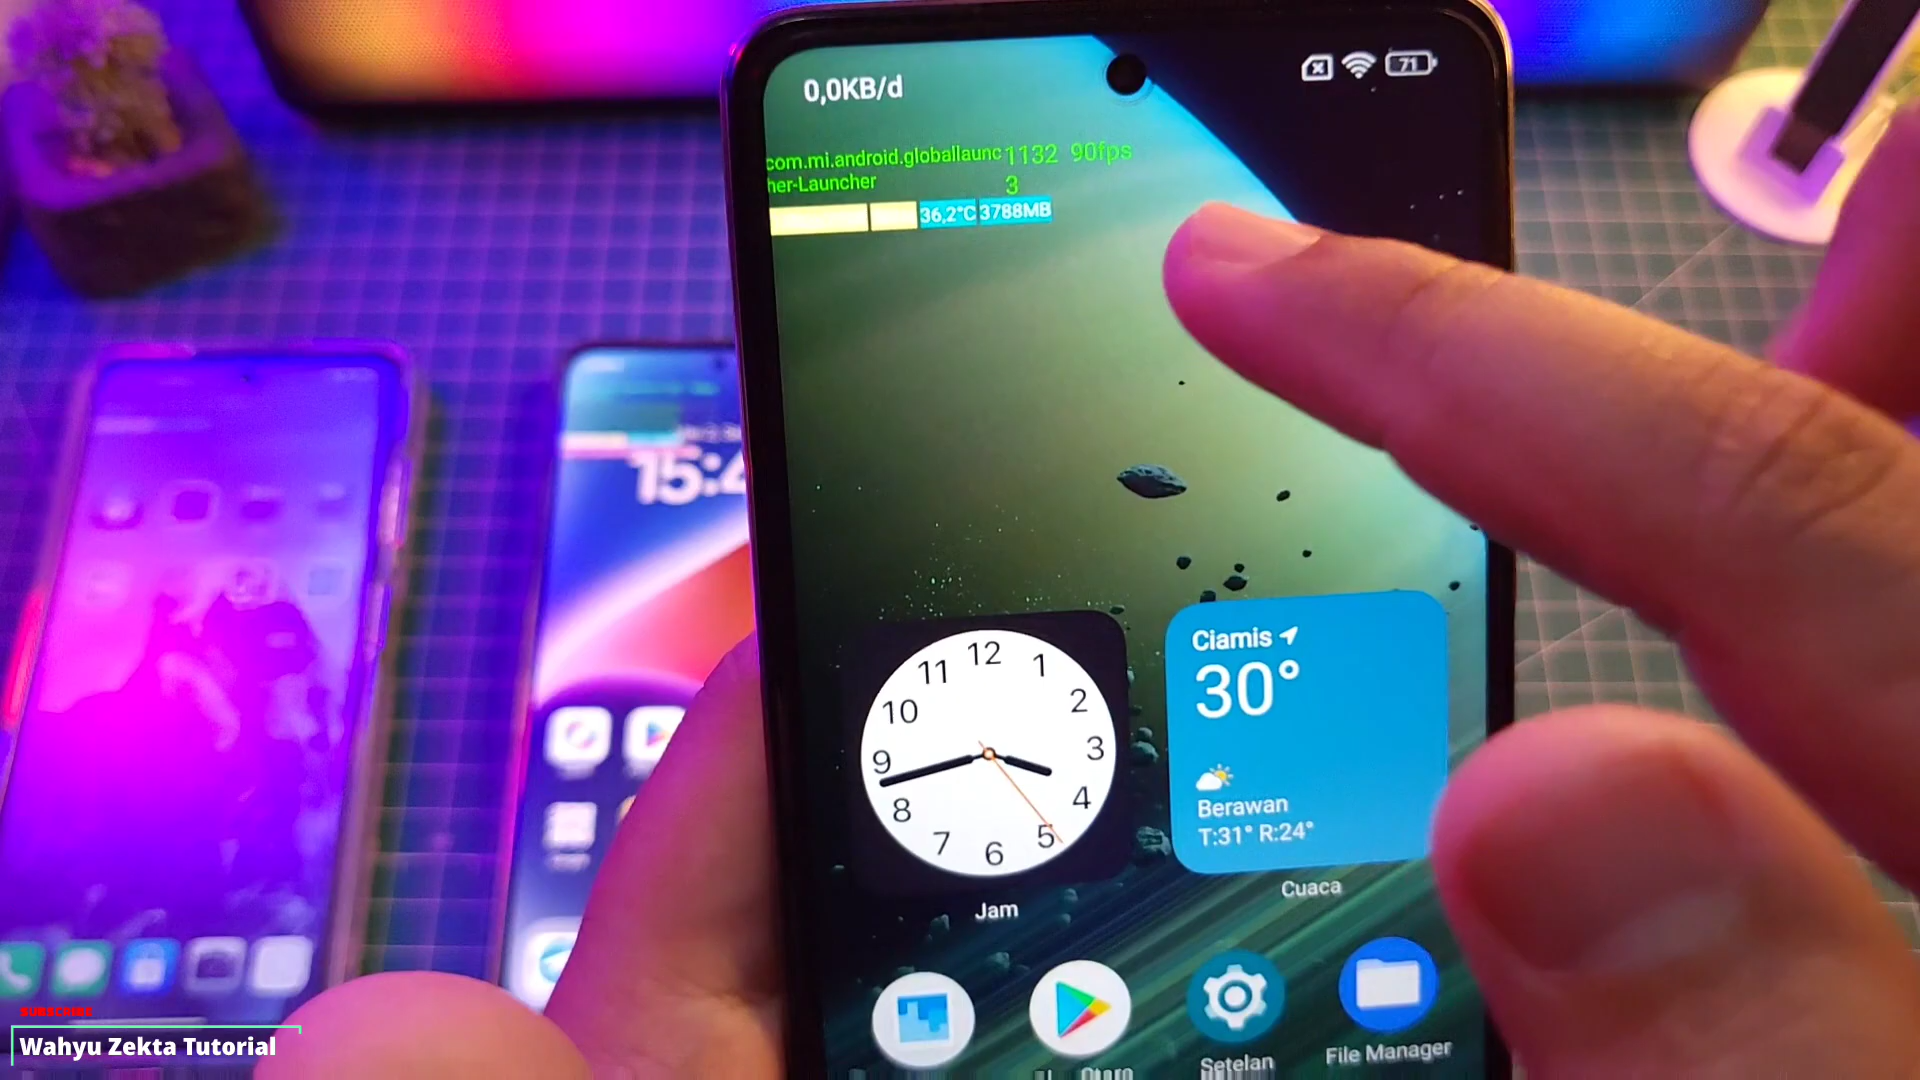 0,0KB/d
71
com.mi.android.globallaunc 1132 90fps
her-Launcher 3
36,2°C 3788MB
15:4
12
11 1
10 2
9 3
8 4
7 5
6
Ciamis
30°
Berawan
T:31° R:24°
Jam
Cuaca
Setelan
File Manager
SUBSCRIBE
Wahyu Zekta Tutorial